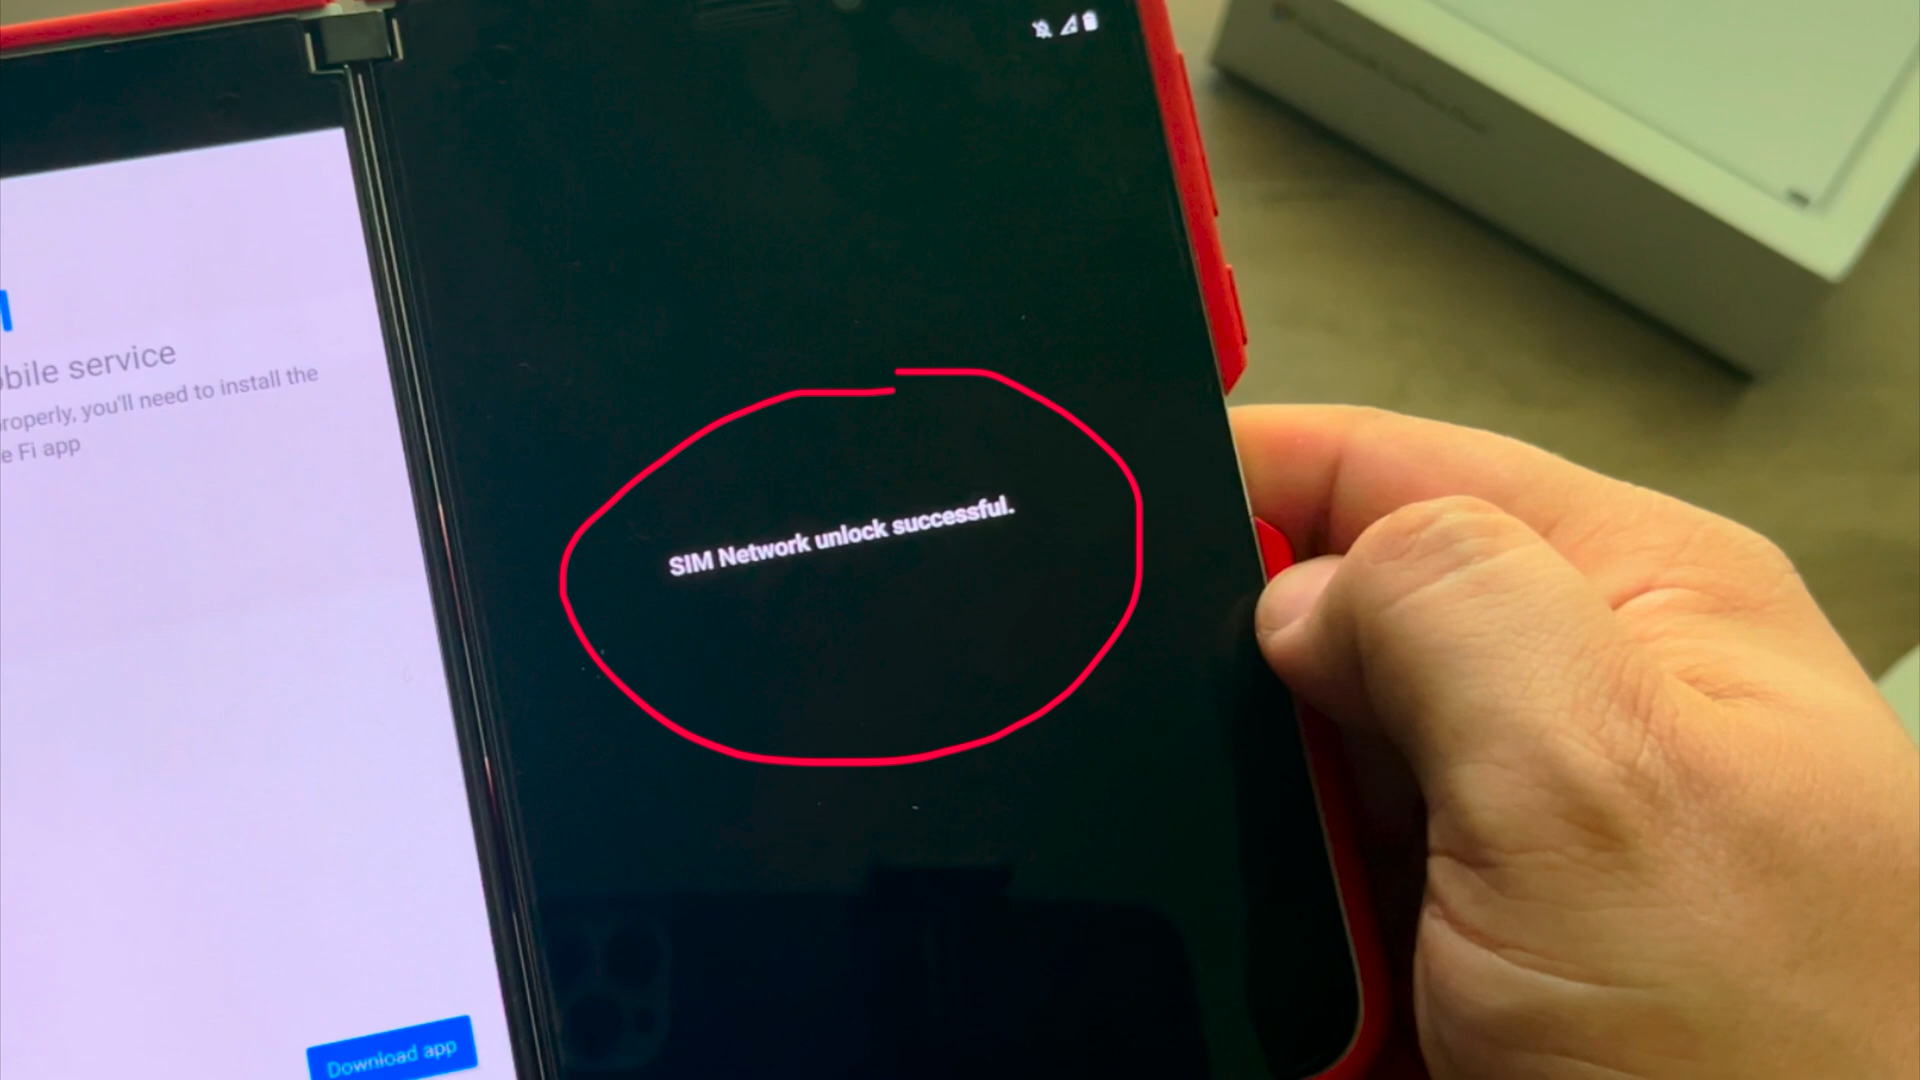 bile service
roperly, you'll need to install the
e Fi app
Download app
SIM Network unlock successful.